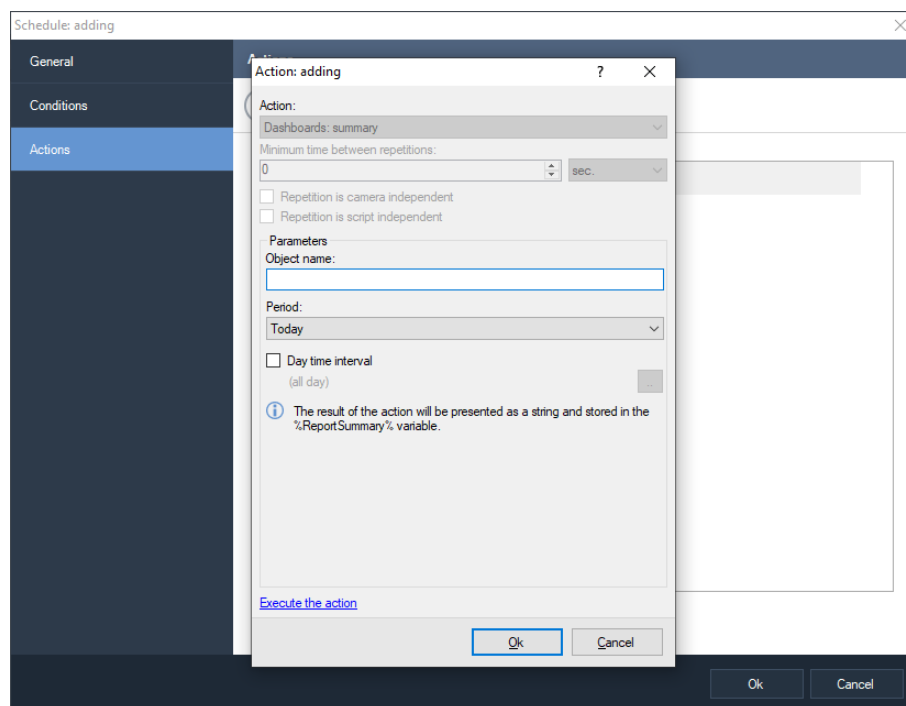 Schedule: adding
General
Conditions
Actions
Action: adding
?
Action:
Dashboards: summary
Minimum time between repetitions:
0
sec.
Repetition is camera independent
Repetition is script independent
Parameters
Object name:
Period:
Today
Day time interval
(all day)
..
The result of the action will be presented as a string and stored in the
%ReportSummary% variable.
Execute the action
Ok
Cancel
Ok
Cancel